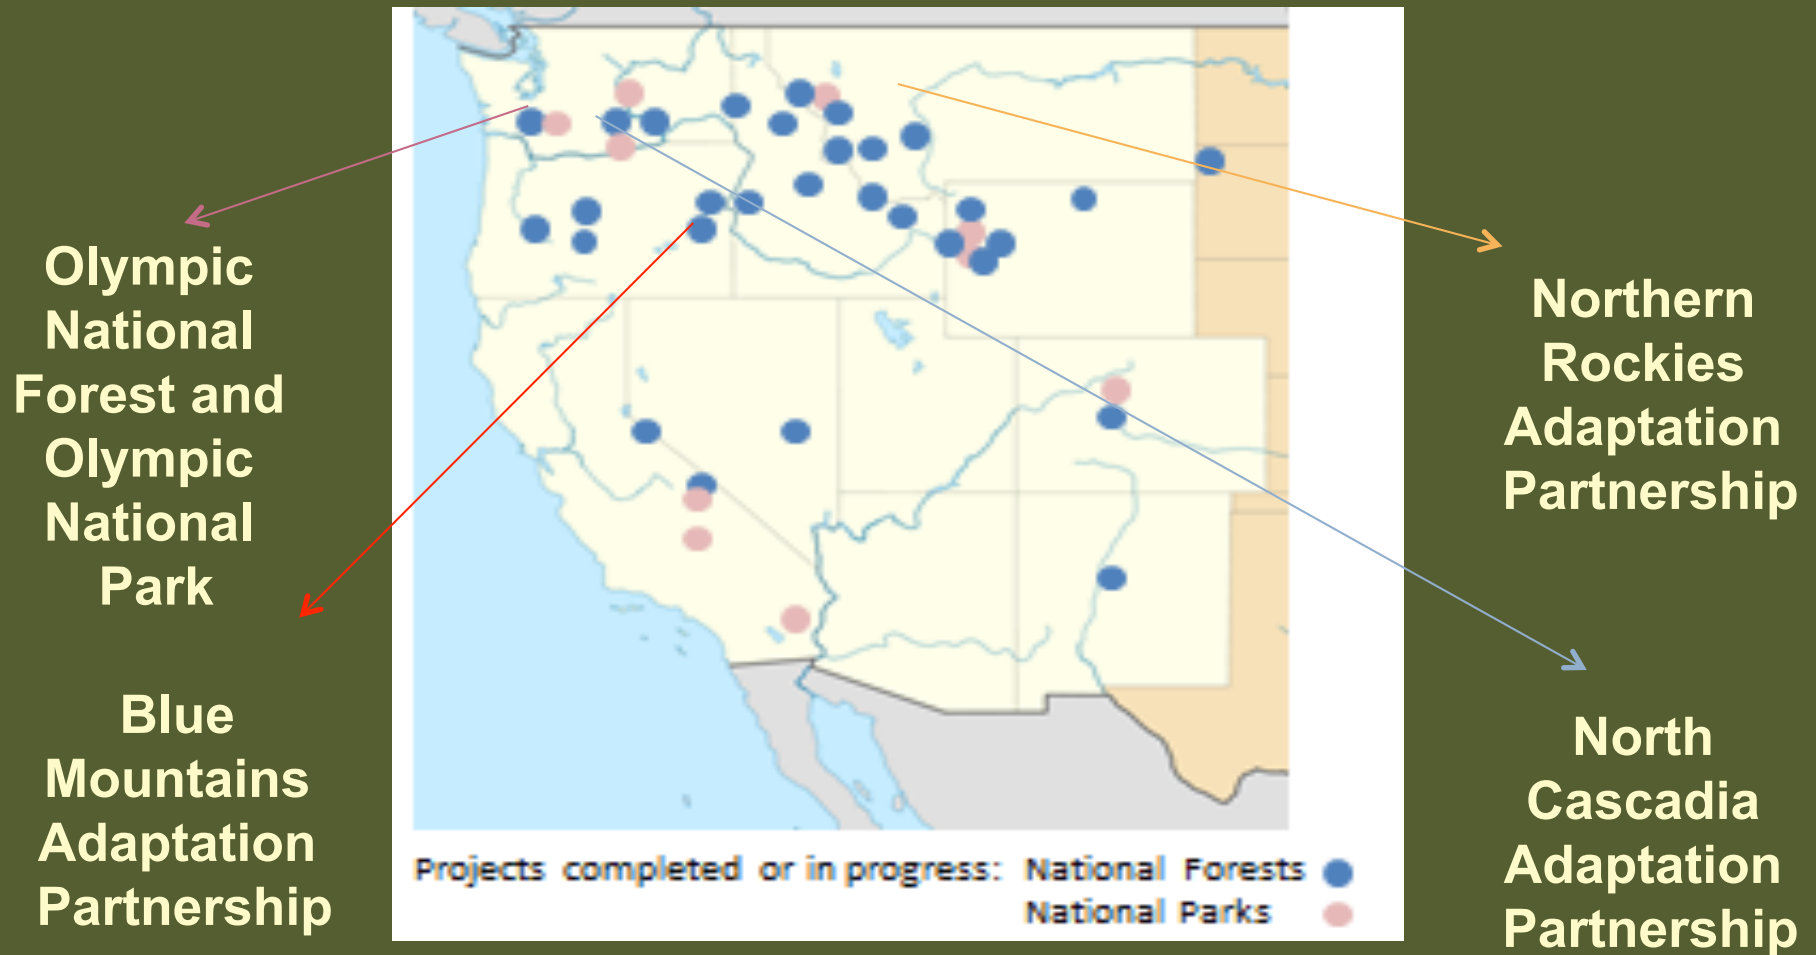 Olympic
National
Forest and
Olympic
National
Park
Blue
Mountains
Adaptation
Partnership
Northern
Rockies
Adaptation
Partnership
North
Cascadia
Adaptation
Partnership
Projects completed or in progress: National Forests
National Parks